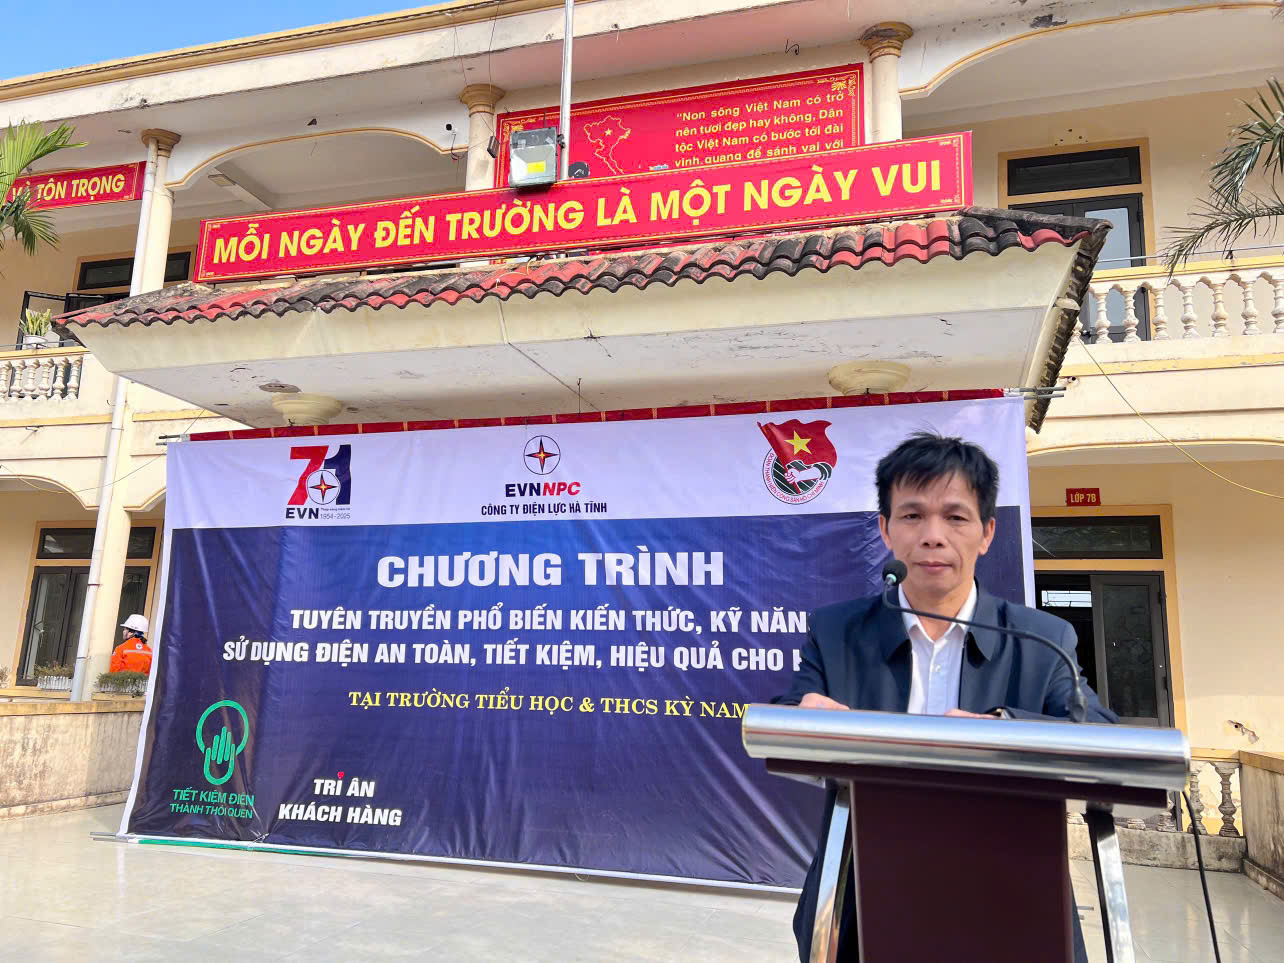 "Non sông Việt Nam có trở
nên tươi đẹp hay không, Dân
tộc Việt Nam có bước tới đài
vinh quang để sánh vai với
TÔN TRỌNG
MỖI NGÀY ĐẾN TRƯỜNG LÀ MỘT NGÀY VUI
71
EVN
1954-2025
EVNNPC
CÔNG TY ĐIỆN LỰC HÀ TĨNH
LỚP 7B
CHƯƠNG TRÌNH
TUYÊN TRUYỀN PHỔ BIẾN KIẾN THỨC, KỸ NĂN
SỬ DỤNG ĐIỆN AN TOÀN, TIẾT KIỆM, HIỆU QUẢ CHO
TẠI TRƯỜNG TIỂU HỌC & THCS KỲ NAM
TIẾT KIỆM ĐIỆN
THÀNH THÓI QUEN
TRI ÂN
KHÁCH HÀNG